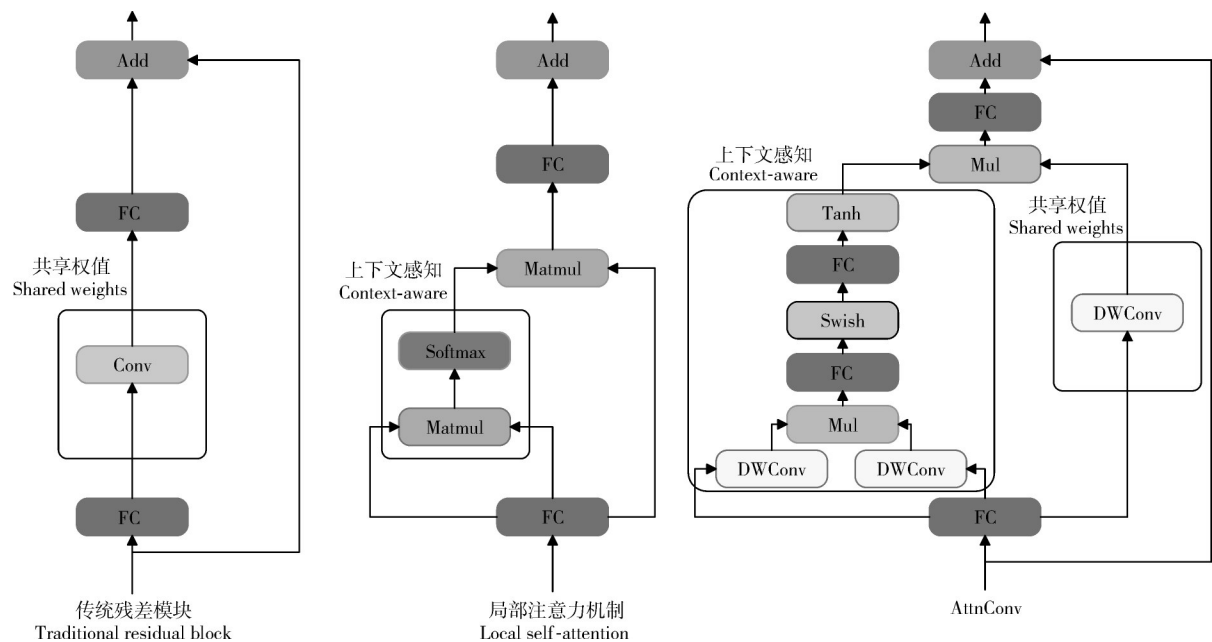 Add
FC
共享权值
Shared weights
Conv
FC
传统残差模块
Traditional residual block
Add
FC
Matmul
上下文感知
Context-aware
Softmax
Matmul
FC
局部注意力机制
Local self-attention
Add
FC
Mul
上下文感知
Context-aware
Tanh
FC
Swish
FC
Mul
DWConv
DWConv
共享权值
Shared weights
DWConv
FC
AttnConv